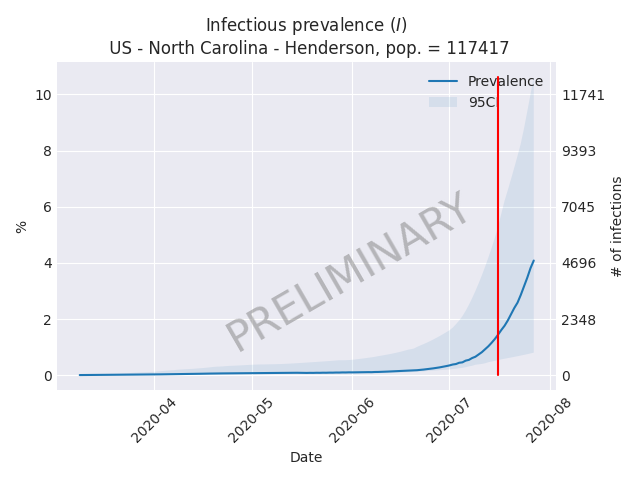 Infectious prevalence (I)
US - North Carolina - Henderson, pop. = 117417
Prevalence
95CI
10
8
6
4
2
0
%
11741
9393
7045
4696
2348
0
# of infections
PRELIMINARY
2020-04
2020-05
2020-06
2020-07
2020-08
Date